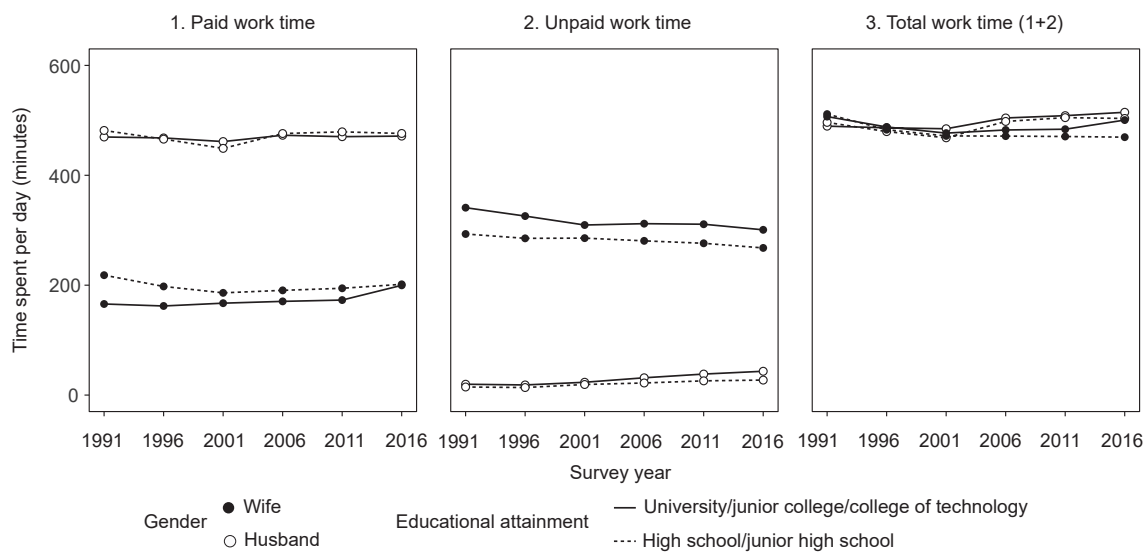 1. Paid work time
2. Unpaid work time
3. Total work time (1+2)
Time spent per day (minutes)
600
400
200
0
1991 1996 2001 2006 2011 2016
1991 1996 2001 2006 2011 2016
1991 1996 2001 2006 2011 2016
Survey year
Gender
Wife
Husband
Educational attainment
University/junior college/college of technology
High school/junior high school